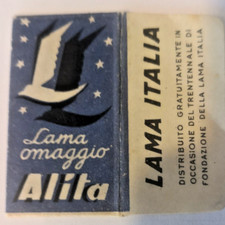 Lama
omaggio
Alita
LAMA ITALIA
DISTRIBUITO GRATUITAMENTE IN
OCCASIONE DEL TRENTENNALE DI
FONDAZIONE DELLA LAMA ITALIA